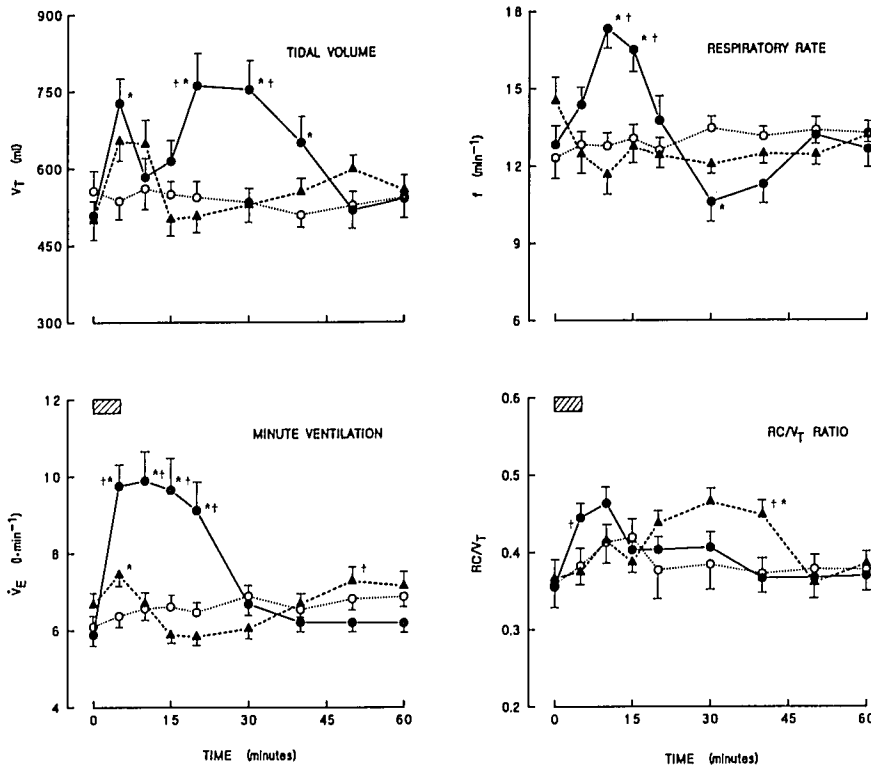 TIDAL VOLUME
900
750
600
450
300
V_T (ml)
* 
†*
*†
*
RESPIRATORY RATE
18
15
12
9
6
f (min⁻¹)
*†
*†
*
MINUTE VENTILATION
12
10
8
6
4
V̇_E (l·min⁻¹)
†*
*†
*†
*†
*
†
0 15 30 45 60
TIME (minutes)
RC/V_T RATIO
0.6
0.5
0.4
0.3
0.2
RC/V_T
†
†*
0 15 30 45 60
TIME (minutes)